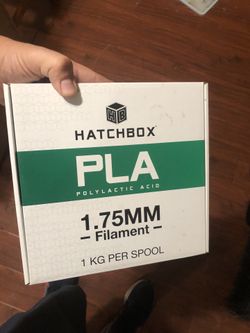 HATCHBOX
PLA
POLYLACTIC ACID
1.75MM
- Filament -
1 KG PER SPOOL